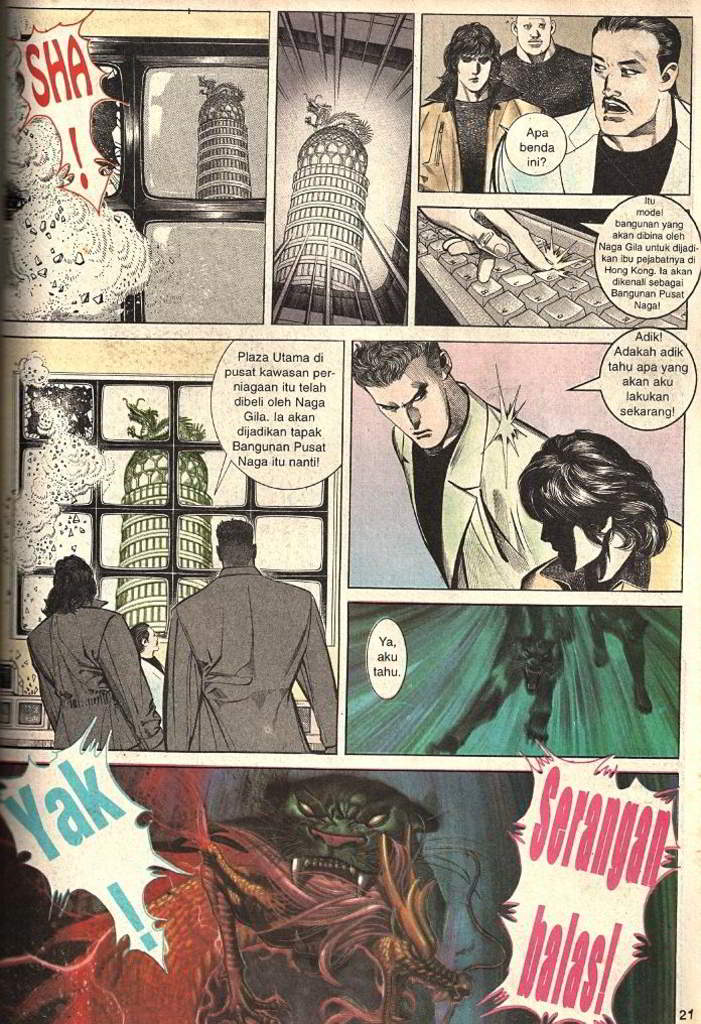 SHA
!
Apa
benda
ini?
Itu
model
bangunan yang
akan dibina oleh
Naga Gila untuk dijadi-
kan ibu pejabatnya di
Hong Kong. Ia akan
dikenali sebagai
Bangunan Pusat
Naga!
Plaza Utama di
pusat kawasan per-
niagaan itu telah
dibeli oleh Naga
Gila. Ia akan
dijadikan tapak
Bangunan Pusat
Naga itu nanti!
Adik!
Adakah adik
tahu apa yang
akan aku
lakukan
sekarang!
Ya,
aku
tahu.
Yak
!
Serangan
balas!
21